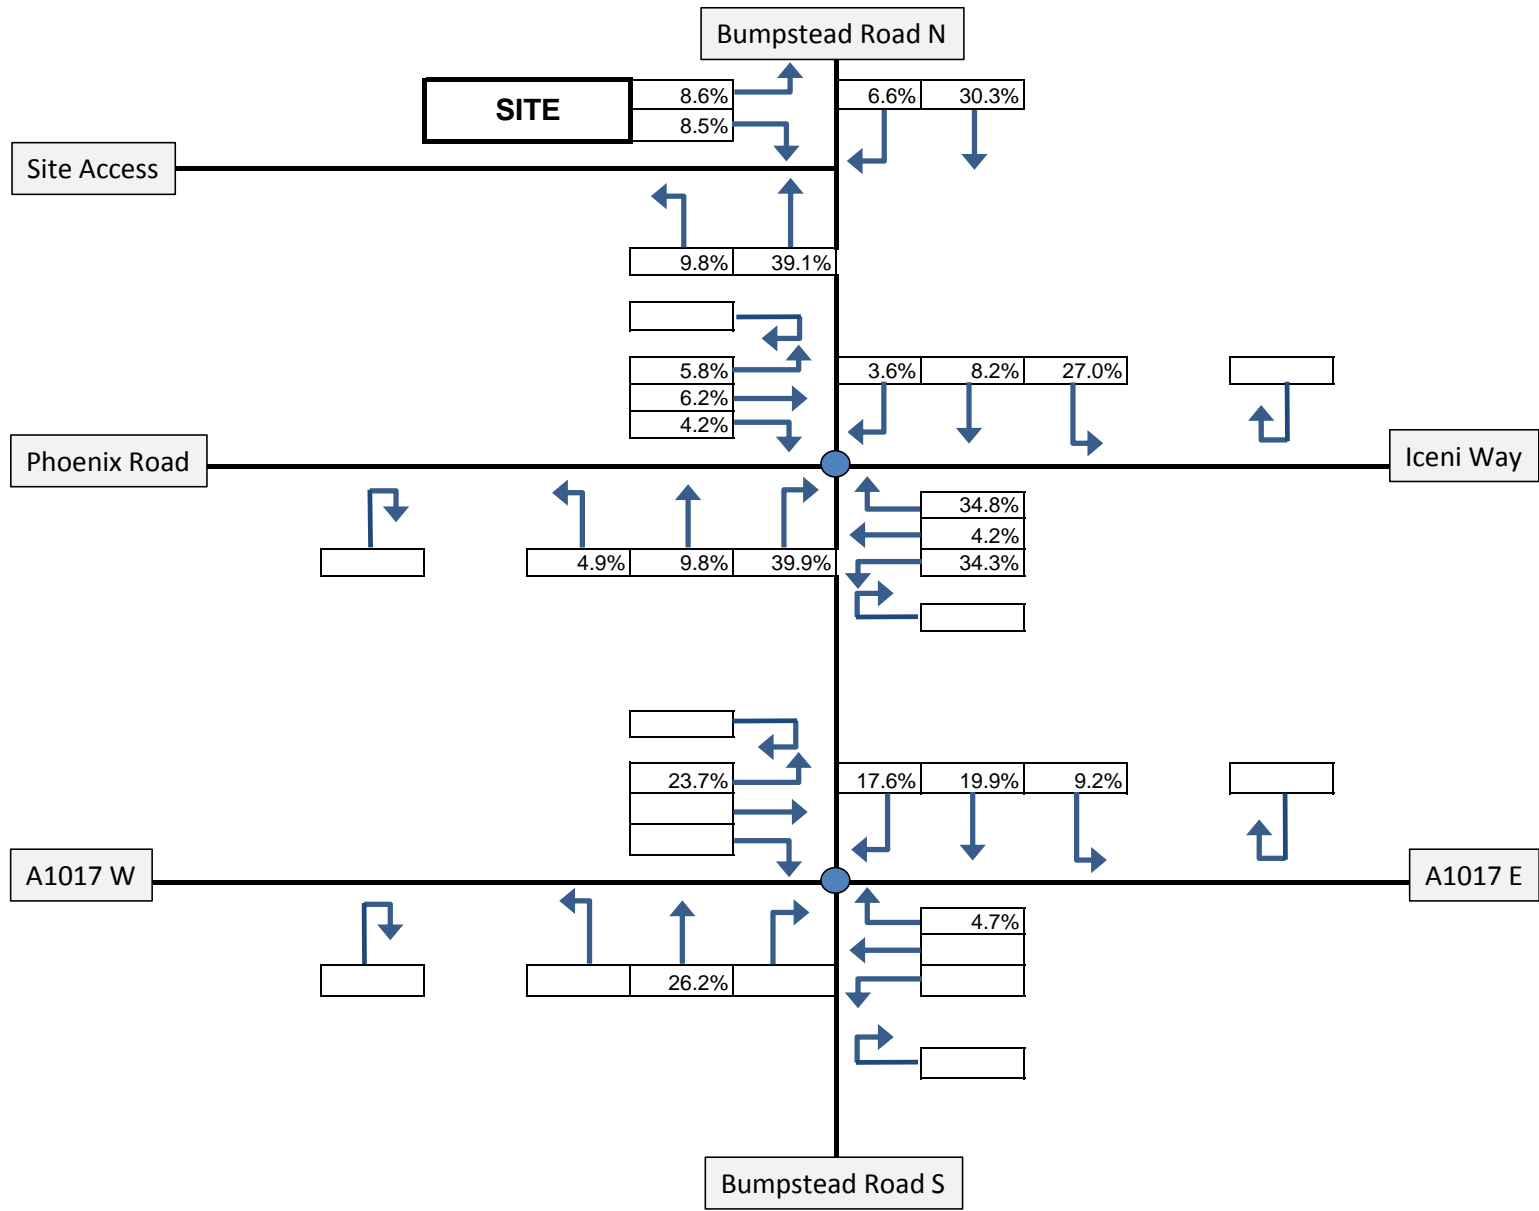 Bumpstead Road N
SITE
8.6%
8.5%
6.6% 30.3%
Site Access
9.8% 39.1%
5.8%
6.2%
4.2%
3.6% 8.2% 27.0%
Phoenix Road
Iceni Way
34.8%
4.2%
34.3%
4.9% 9.8% 39.9%
23.7%
17.6% 19.9% 9.2%
A1017 W
A1017 E
4.7%
26.2%
Bumpstead Road S